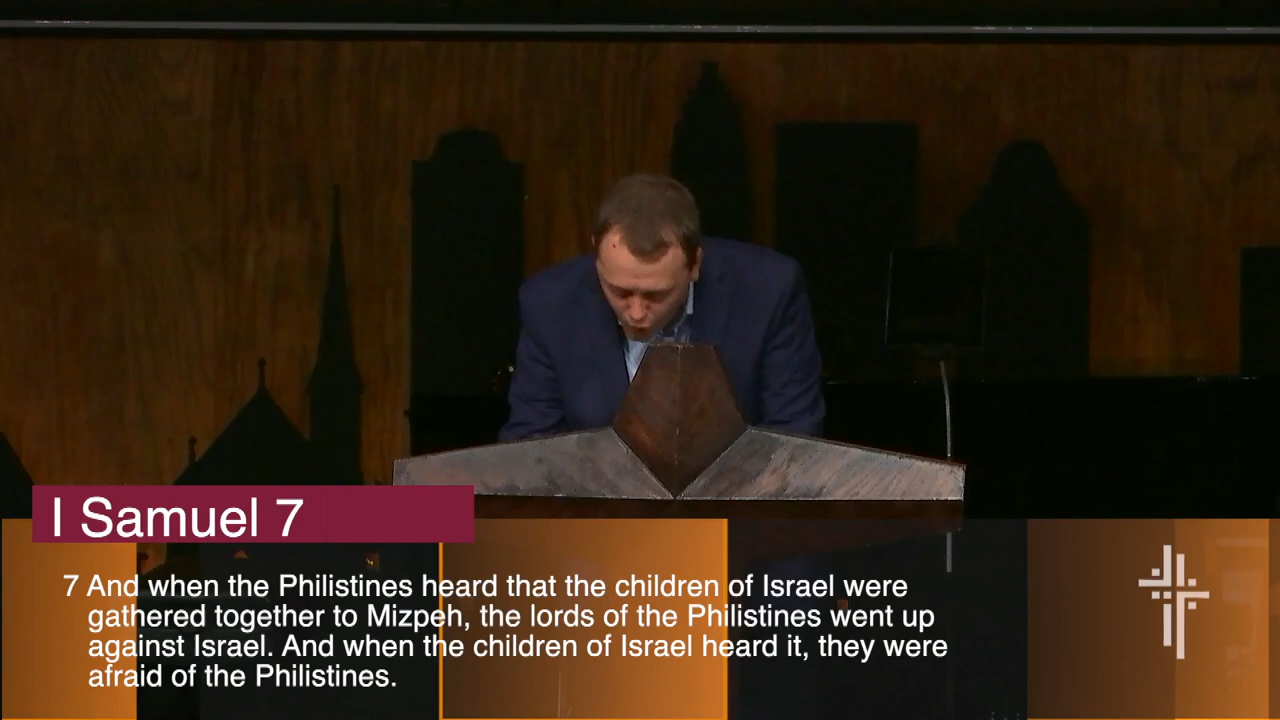 I Samuel 7
7 And when the Philistines heard that the children of Israel were
gathered together to Mizpeh, the lords of the Philistines went up
against Israel. And when the children of Israel heard it, they were
afraid of the Philistines.